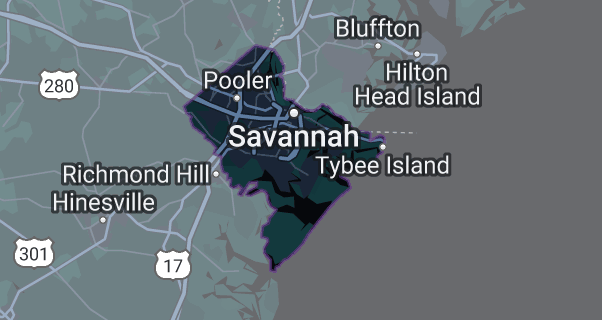 Bluffton
Hilton
Head Island
280
Pooler
Savannah
Tybee Island
Richmond Hill
Hinesville
301
17